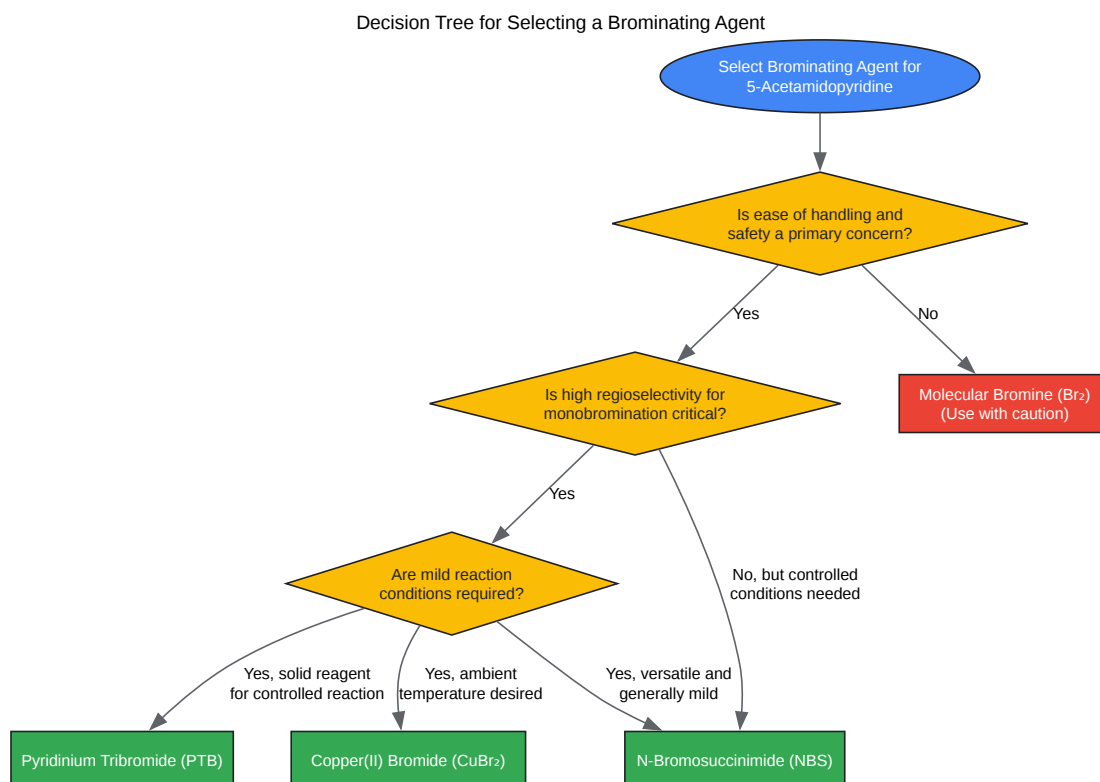 Decision Tree for Selecting a Brominating Agent
Select Brominating Agent for
5-Acetamidopyridine
Is ease of handling and
safety a primary concern?
Yes
No
Is high regioselectivity for
monobromination critical?
Molecular Bromine (Br₂)
(Use with caution)
Yes
Are mild reaction
conditions required?
No, but controlled
conditions needed
Yes, solid reagent
for controlled reaction
Yes, ambient
temperature desired
Yes, versatile and
generally mild
Pyridinium Tribromide (PTB)
Copper(II) Bromide (CuBr₂)
N-Bromosuccinimide (NBS)